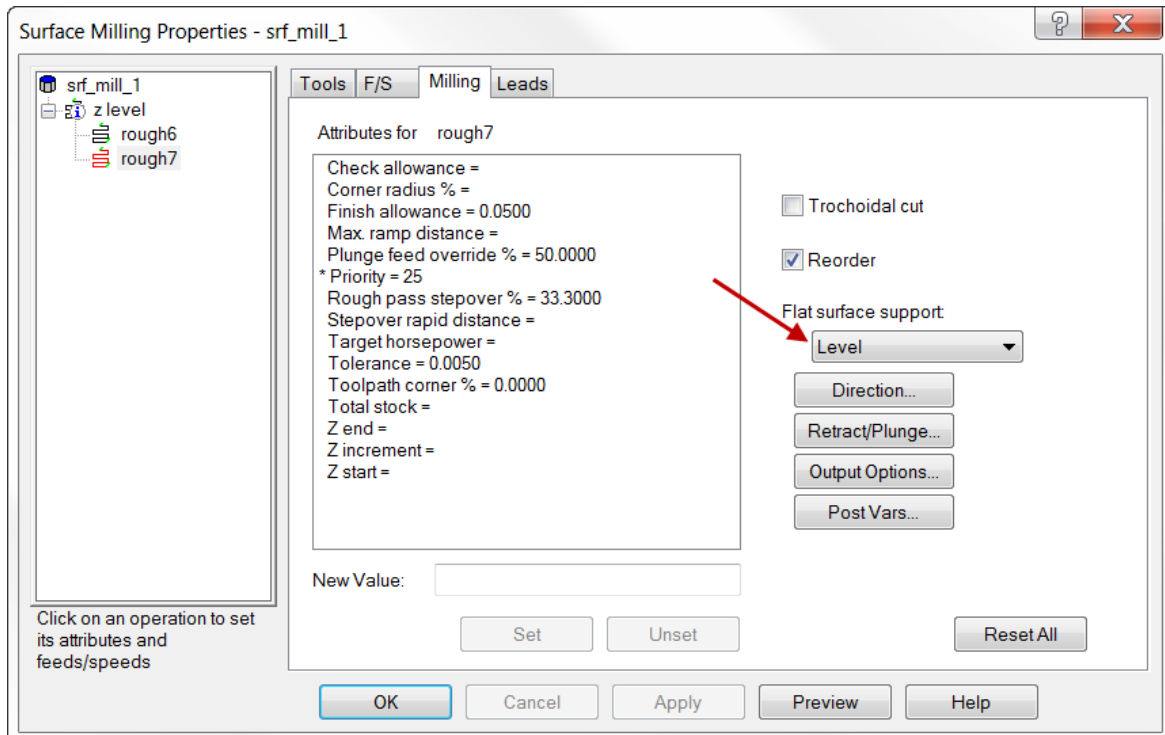 Surface Milling Properties - srf_mill_1
srf_mill_1
z level
rough6
rough7
Click on an operation to set
its attributes and
feeds/speeds
Tools F/S Milling Leads
Attributes for rough7
Check allowance =
Corner radius % =
Finish allowance = 0.0500
Max. ramp distance =
Plunge feed override % = 50.0000
* Priority = 25
Rough pass stepover % = 33.3000
Stepover rapid distance =
Target horsepower =
Tolerance = 0.0050
Toolpath corner % = 0.0000
Total stock =
Z end =
Z increment =
Z start =
New Value:
Set Unset
Trochoidal cut
Reorder
Flat surface support:
Level
Direction...
Retract/Plunge...
Output Options...
Post Vars...
Reset All
OK Cancel Apply Preview Help